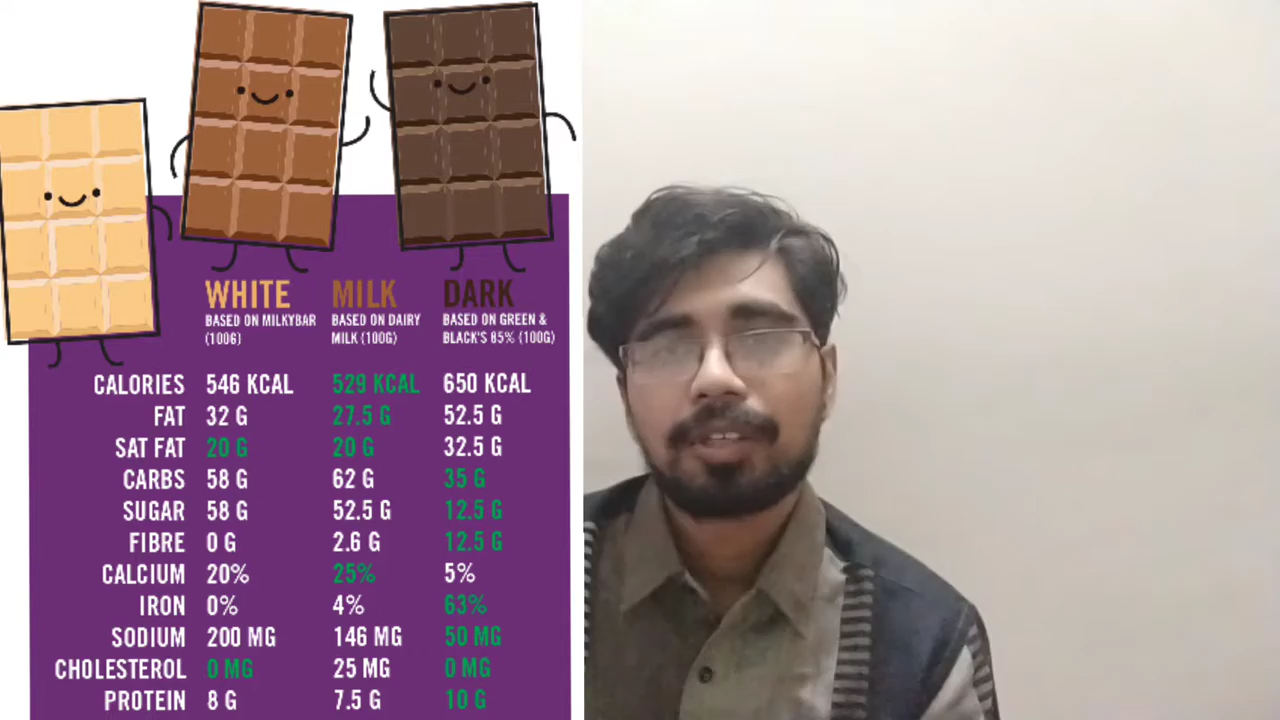 WHITE MILK DARK
BASED ON MILKYBAR BASED ON DAIRY BASED ON GREEN &
(100G) MILK (100G) BLACK'S 85% (100G)
CALORIES 546 KCAL 529 KCAL 650 KCAL
FAT 32 G 27.5 G 52.5 G
SAT FAT 20 G 20 G 32.5 G
CARBS 58 G 62 G 35 G
SUGAR 58 G 52.5 G 12.5 G
FIBRE 0 G 2.6 G 12.5 G
CALCIUM 20% 25% 5%
IRON 0% 4% 63%
SODIUM 200 MG 146 MG 50 MG
CHOLESTEROL 0 MG 25 MG 0 MG
PROTEIN 8 G 7.5 G 10 G